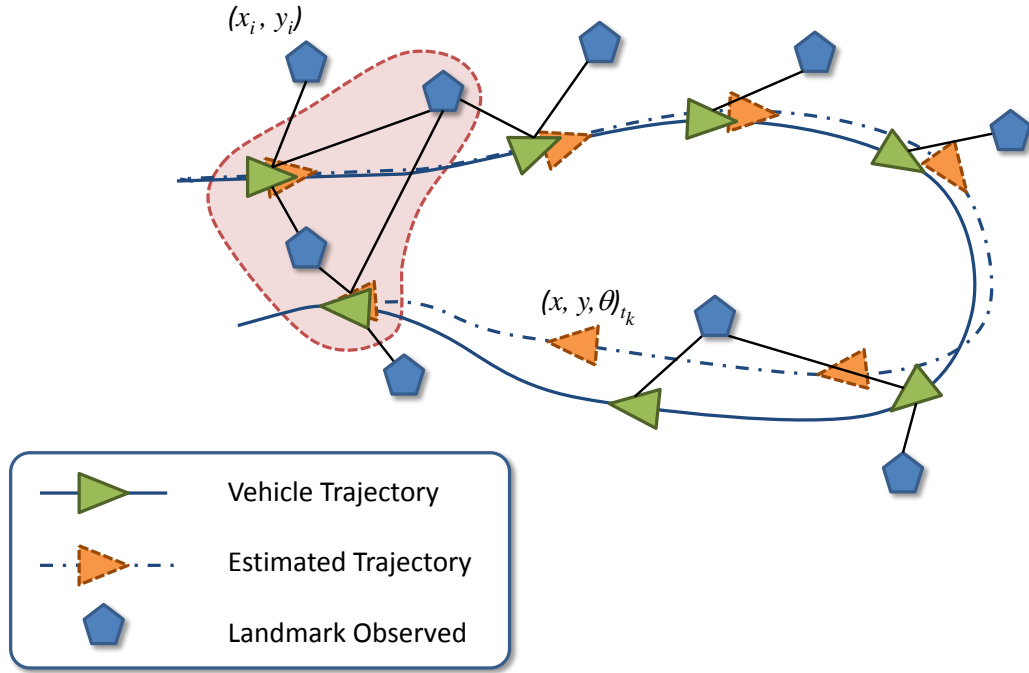 (x_i, y_i)
(x, y, θ)_{t_k}
Vehicle Trajectory
Estimated Trajectory
Landmark Observed